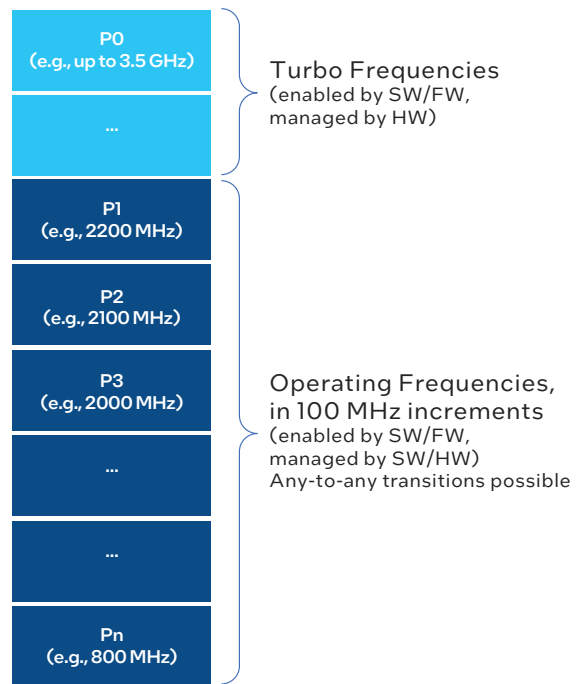 P0
(e.g., up to 3.5 GHz)
...
Turbo Frequencies
(enabled by SW/FW,
managed by HW)
P1
(e.g., 2200 MHz)
P2
(e.g., 2100 MHz)
P3
(e.g., 2000 MHz)
...
...
Pn
(e.g., 800 MHz)
Operating Frequencies,
in 100 MHz increments
(enabled by SW/FW,
managed by SW/HW)
Any-to-any transitions possible